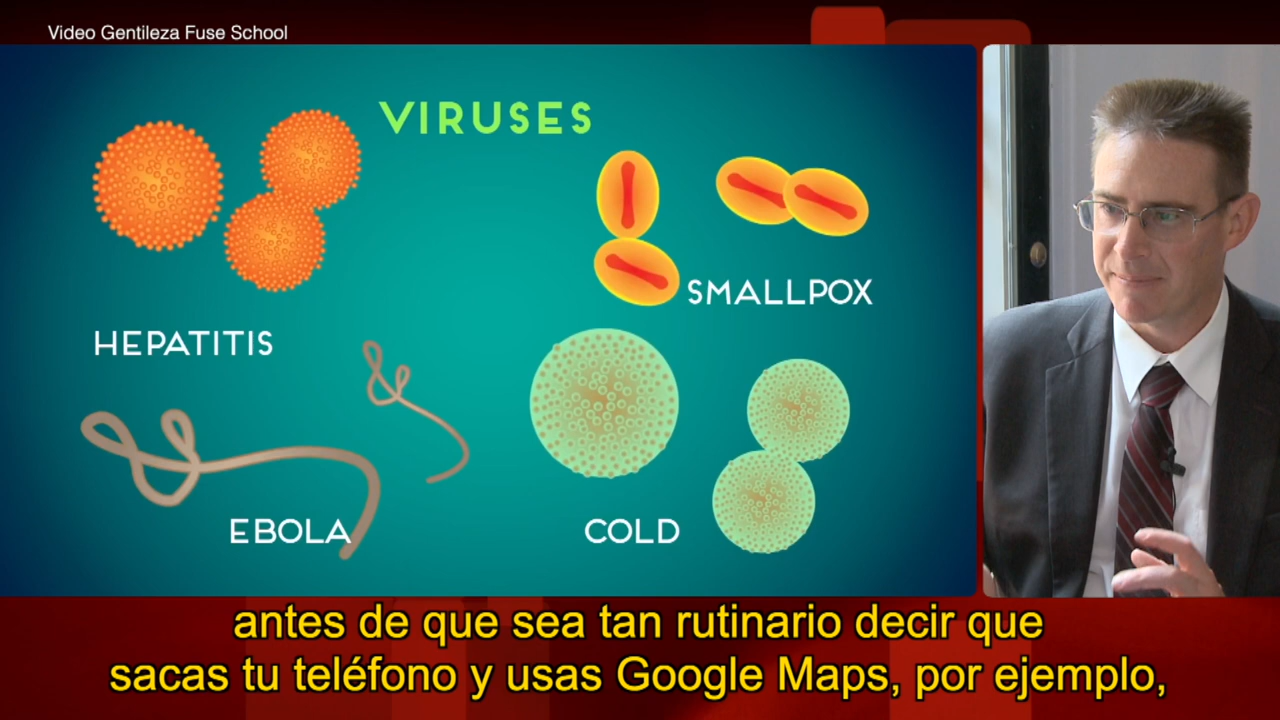 Video Gentileza Fuse School
VIRUSES
SMALLPOX
HEPATITIS
EBOLA
COLD
antes de que sea tan rutinario decir que
sacas tu teléfono y usas Google Maps, por ejemplo,